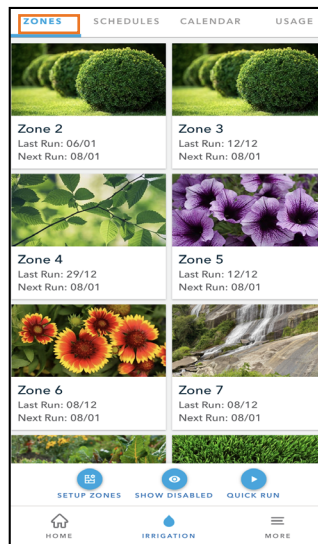 ZONES SCHEDULES CALENDAR USAGE
Zone 2 Zone 3
Last Run: 06/01 Last Run: 12/12
Next Run: 08/01 Next Run: 08/01
Zone 4 Zone 5
Last Run: 29/12 Last Run: 12/12
Next Run: 08/01 Next Run: 08/01
Zone 6 Zone 7
Last Run: 08/12 Last Run: 08/12
Next Run: 08/01 Next Run: 08/01
SETUP ZONES SHOW DISABLED QUICK RUN
HOME IRRIGATION MORE